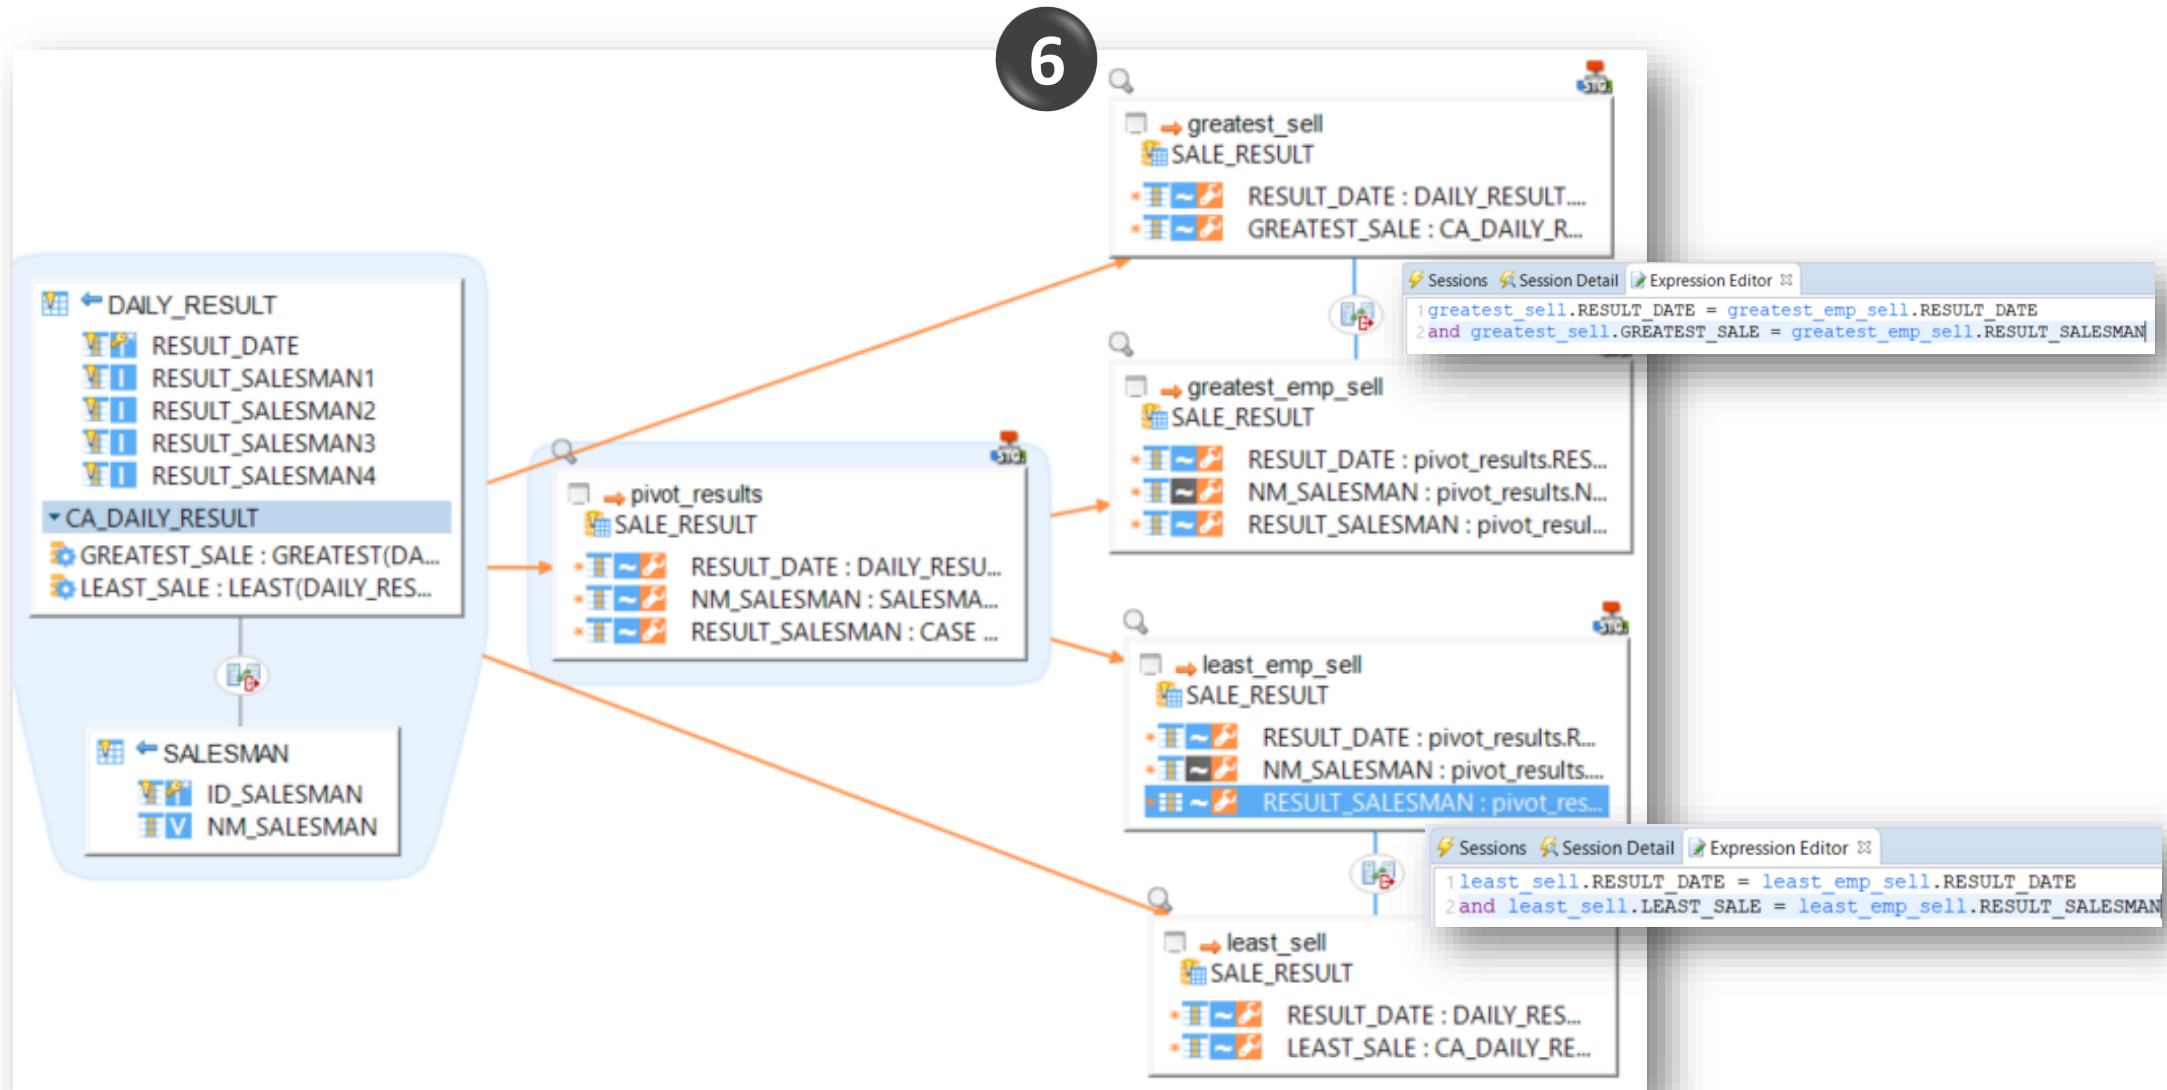 6
greatest_sell
SALE_RESULT
RESULT_DATE : DAILY_RESULT....
GREATEST_SALE : CA_DAILY_R...
Sessions Session Detail Expression Editor
1 greatest_sell.RESULT_DATE = greatest_emp_sell.RESULT_DATE
2 and greatest_sell.GREATEST_SALE = greatest_emp_sell.RESULT_SALESMAN
greatest_emp_sell
SALE_RESULT
RESULT_DATE : pivot_results.RES...
NM_SALESMAN : pivot_results.N...
RESULT_SALESMAN : pivot_resul...
DAILY_RESULT
RESULT_DATE
RESULT_SALESMAN1
RESULT_SALESMAN2
RESULT_SALESMAN3
RESULT_SALESMAN4
CA_DAILY_RESULT
GREATEST_SALE : GREATEST(DA...
LEAST_SALE : LEAST(DAILY_RES...
SALESMAN
ID_SALESMAN
V NM_SALESMAN
STG
pivot_results
SALE_RESULT
RESULT_DATE : DAILY_RESU...
NM_SALESMAN : SALESMA...
RESULT_SALESMAN : CASE ...
STG
least_emp_sell
SALE_RESULT
RESULT_DATE : pivot_results.R...
NM_SALESMAN : pivot_results....
RESULT_SALESMAN : pivot_res...
Sessions Session Detail Expression Editor
1 least_sell.RESULT_DATE = least_emp_sell.RESULT_DATE
2 and least_sell.LEAST_SALE = least_emp_sell.RESULT_SALESMAN
least_sell
SALE_RESULT
RESULT_DATE : DAILY_RES...
LEAST_SALE : CA_DAILY_RE...